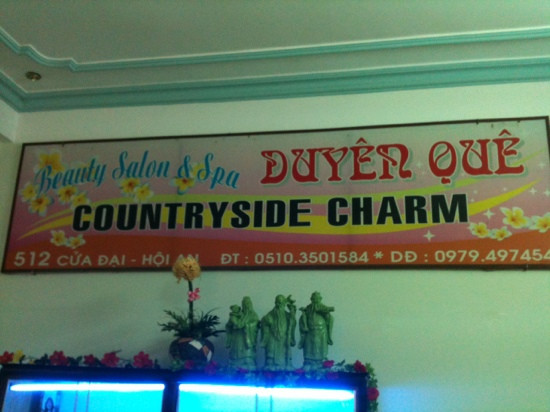 Beauty Salon & Spa DUYÊN QUÊ
COUNTRYSIDE CHARM
512 CỬA ĐẠI - HỘI AN ĐT : 0510.3501584 * DĐ : 0979.497454